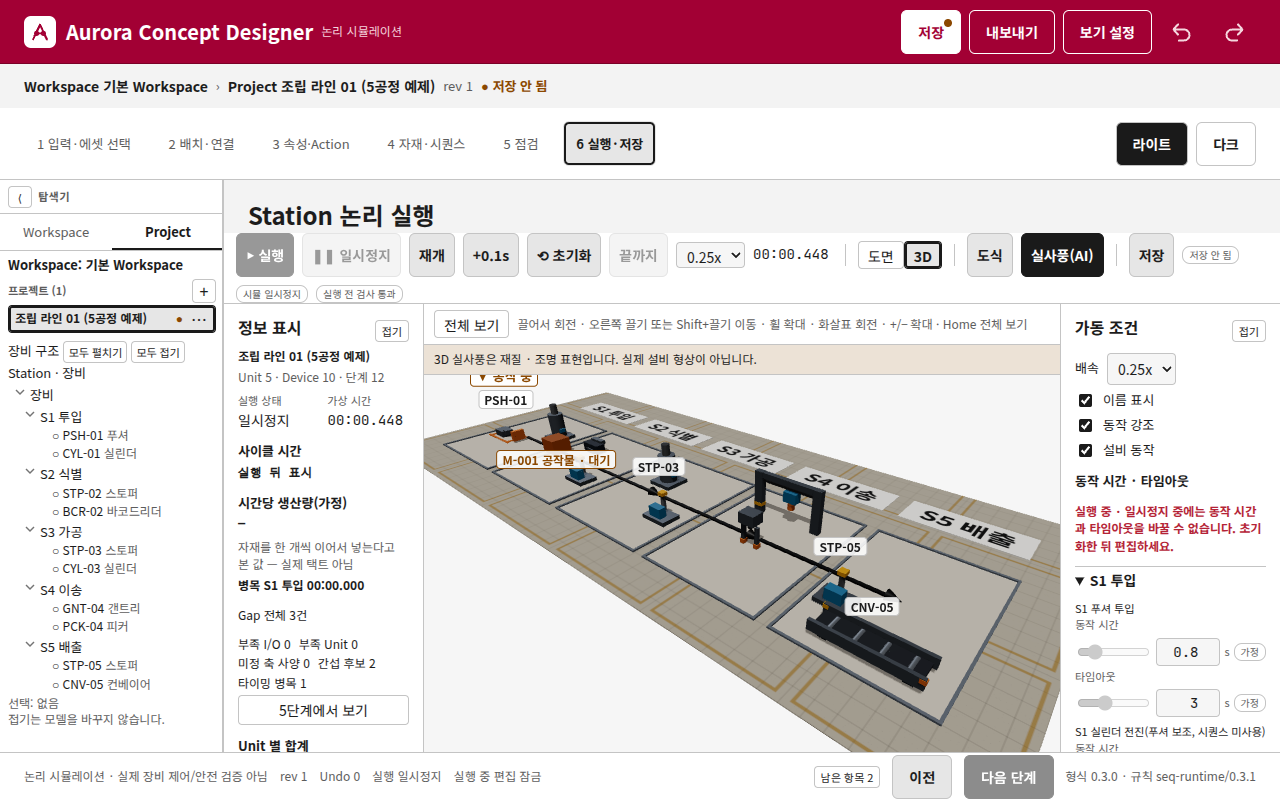 Aurora Concept Designer 논리 시뮬레이션
저장 내보내기 보기 설정
Workspace 기본 Workspace › Project 조립 라인 01 (5공정 예제) rev 1 ● 저장 안 됨
1 입력·에셋 선택 2 배치·연결 3 속성·Action 4 자재·시퀀스 5 점검 6 실행·저장
라이트 다크
⟨ 탐색기
Workspace Project
Workspace: 기본 Workspace
프로젝트 (1) +
조립 라인 01 (5공정 예제) ● ···
장비 구조 모두 펼치기 모두 접기
Station · 장비
장비
S1 투입
○ PSH-01 푸셔
○ CYL-01 실린더
S2 식별
○ STP-02 스토퍼
○ BCR-02 바코드리더
S3 가공
○ STP-03 스토퍼
○ CYL-03 실린더
S4 이송
○ GNT-04 갠트리
○ PCK-04 피커
S5 배출
○ STP-05 스토퍼
○ CNV-05 컨베이어
선택: 없음
접기는 모델을 바꾸지 않습니다.
Station 논리 실행
▶ 실행 ❚❚ 일시정지 재개 +0.1s ⟲ 초기화 끝까지 0.25x 00:00.448 도면 3D 도식 실사풍(AI) 저장 저장 안 됨
시뮬 일시정지 실행 전 검사 통과
정보 표시 접기
조립 라인 01 (5공정 예제)
Unit 5 · Device 10 · 단계 12
실행 상태 가상 시간
일시정지 00:00.448
사이클 시간
실행 뒤 표시
시간당 생산량(가정)
—
자재를 한 개씩 이어서 넣는다고
본 값 — 실제 택트 아님
병목 S1 투입 00:00.000
Gap 전체 3건
부족 I/O 0 부족 Unit 0
미정 축 사양 0 간섭 후보 2
타이밍 병목 1
5단계에서 보기
Unit 별 합계
전체 보기 끌어서 회전 · 오른쪽 끌기 또는 Shift+끌기 이동 · 휠 확대 · 화살표 회전 · +/− 확대 · Home 전체 보기
3D 실사풍은 재질 · 조명 표현입니다. 실제 설비 형상이 아닙니다.
▼ 동작 중
PSH-01
S1 투입
S2 식별
S3 가공
S4 이송
S5 배출
M-001 공작물 · 대기
STP-03
STP-05
CNV-05
가동 조건 접기
배속 0.25x
이름 표시
동작 강조
설비 동작
동작 시간 · 타임아웃
실행 중 · 일시정지 중에는 동작 시간
과 타임아웃을 바꿀 수 없습니다. 초기
화한 뒤 편집하세요.
▼ S1 투입
S1 푸셔 투입
동작 시간
0.8 s 가정
타임아웃
3 s 가정
S1 실린더 전진(푸셔 보조, 시퀀스 미사용)
동작 시간
논리 시뮬레이션 · 실제 장비 제어/안전 검증 아님 rev 1 Undo 0 실행 일시정지 실행 중 편집 잠금
남은 항목 2 이전 다음 단계 형식 0.3.0 · 규칙 seq-runtime/0.3.1